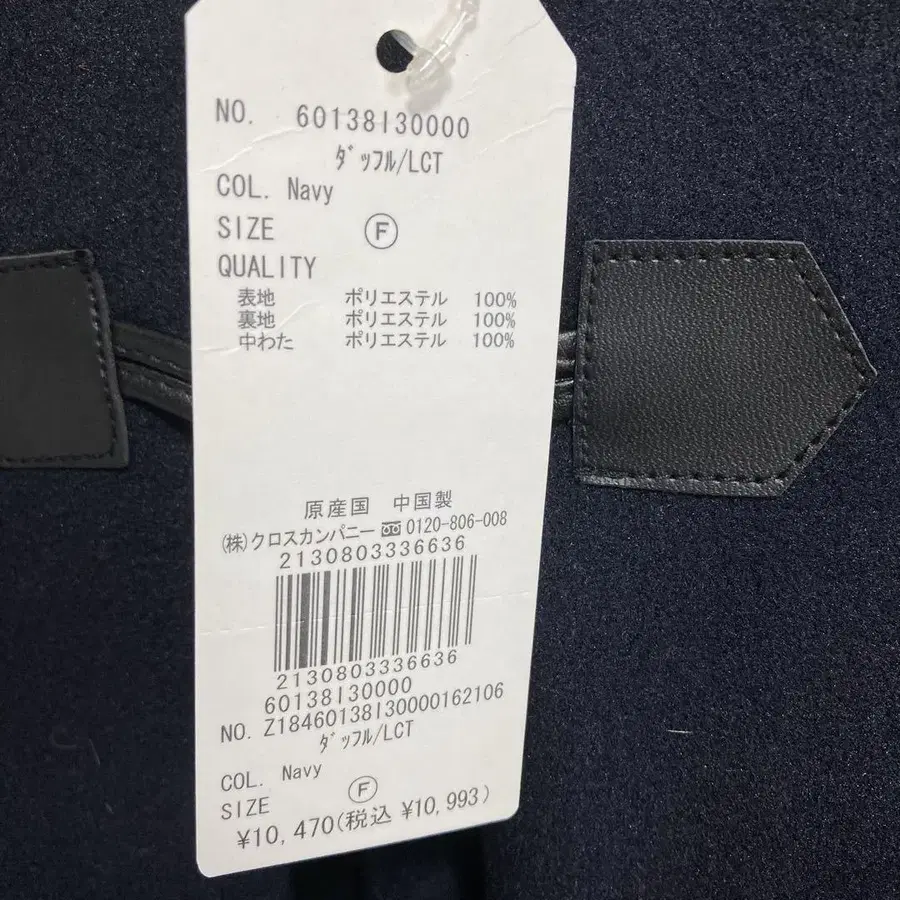 NO. 60138I30000
ﾀﾞｯﾌﾙ/LCT
COL. Navy
SIZE Ⓕ
QUALITY
表地 ポリエステル 100%
裏地 ポリエステル 100%
中わた ポリエステル 100%
原産国 中国製
(株)クロスカンパニー 0120-806-008
2130803336636
2130803336636
60138I30000
NO. Z18460138I30000162106
ﾀﾞｯﾌﾙ/LCT
COL. Navy
SIZE Ⓕ
¥10,470(税込 ¥10,993)